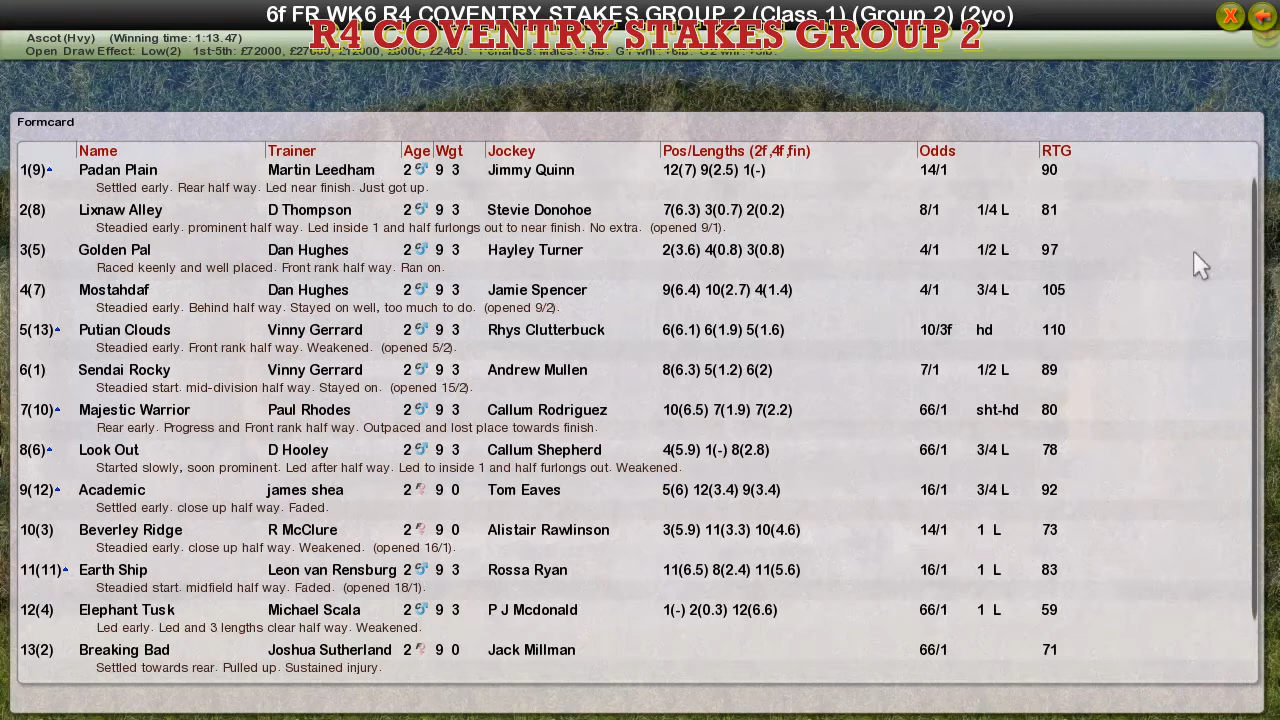 6f FR WK6 R4 COVENTRY STAKES GROUP 2 (Class 1) (Group 2) (2yo)
R4 COVENTRY STAKES GROUP 2
Ascot(Hvy) (Winning time: 1:13.47)
Open Draw Effect: Low(2) 1st-5th: £72000,
Formcard
Name Trainer Age Wgt Jockey Pos/Lengths (2f,4f,fin) Odds RTG
1(9) Padan Plain Martin Leedham 2 9 3 Jimmy Quinn 12(7) 9(2.5) 1(-) 14/1 90
Settled early. Rear half way. Led near finish. Just got up.
2(8) Lixnaw Alley D Thompson 2 9 3 Stevie Donohoe 7(6.3) 3(0.7) 2(0.2) 8/1 1/4 L 81
Steadied early. prominent half way. Led inside 1 and half furlongs out to near finish. No extra. (opened 9/1).
3(5) Golden Pal Dan Hughes 2 9 3 Hayley Turner 2(3.6) 4(0.8) 3(0.8) 4/1 1/2 L 97
Raced keenly and well placed. Front rank half way. Ran on.
4(7) Mostahdaf Dan Hughes 2 9 3 Jamie Spencer 9(6.4) 10(2.7) 4(1.4) 4/1 3/4 L 105
Steadied early. Behind half way. Stayed on well, too much to do. (opened 9/2).
5(13) Putian Clouds Vinny Gerrard 2 9 3 Rhys Clutterbuck 6(6.1) 6(1.9) 5(1.6) 10/3f hd 110
Steadied early. Front rank half way. Weakened. (opened 5/2).
6(1) Sendai Rocky Vinny Gerrard 2 9 3 Andrew Mullen 8(6.3) 5(1.2) 6(2) 7/1 1/2 L 89
Steadied start. mid-division half way. Stayed on. (opened 15/2).
7(10) Majestic Warrior Paul Rhodes 2 9 3 Callum Rodriguez 10(6.5) 7(1.9) 7(2.2) 66/1 sht-hd 80
Rear early. Progress and Front rank half way. Outpaced and lost place towards finish.
8(6) Look Out D Hooley 2 9 3 Callum Shepherd 4(5.9) 1(-) 8(2.8) 66/1 3/4 L 78
Started slowly, soon prominent. Led after half way. Led to inside 1 and half furlongs out. Weakened.
9(12) Academic james shea 2 9 0 Tom Eaves 5(6) 12(3.4) 9(3.4) 16/1 3/4 L 92
Settled early. close up half way. Faded.
10(3) Beverley Ridge R McClure 2 9 0 Alistair Rawlinson 3(5.9) 11(3.3) 10(4.6) 14/1 1 L 73
Steadied early. close up half way. Weakened. (opened 16/1).
11(11) Earth Ship Leon van Rensburg 2 9 3 Rossa Ryan 11(6.5) 8(2.4) 11(5.6) 16/1 1 L 83
Steadied start. midfield half way. Faded. (opened 18/1).
12(4) Elephant Tusk Michael Scala 2 9 3 P J Mcdonald 1(-) 2(0.3) 12(6.6) 66/1 1 L 59
Led early. Led and 3 lengths clear half way. Weakened.
13(2) Breaking Bad Joshua Sutherland 2 9 0 Jack Millman 66/1 71
Settled towards rear. Pulled up. Sustained injury.